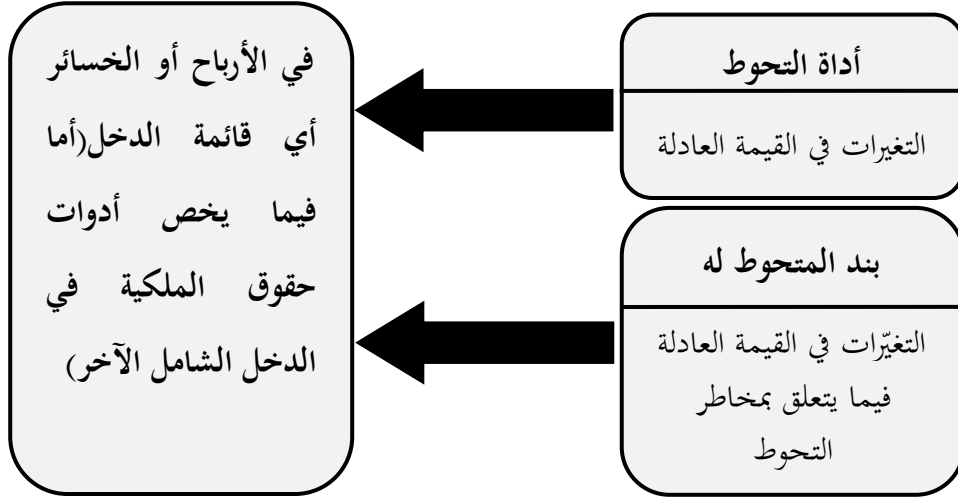 أداة التحوط
التغيرات في القيمة العادلة
بند المتحوط له
التغيّرات في القيمة العادلة
فيما يتعلق بمخاطر
التحوط
في الأرباح أو الخسائر
أي قائمة الدخل(أما
فيما يخص أدوات
حقوق الملكية في
الدخل الشامل الآخر)